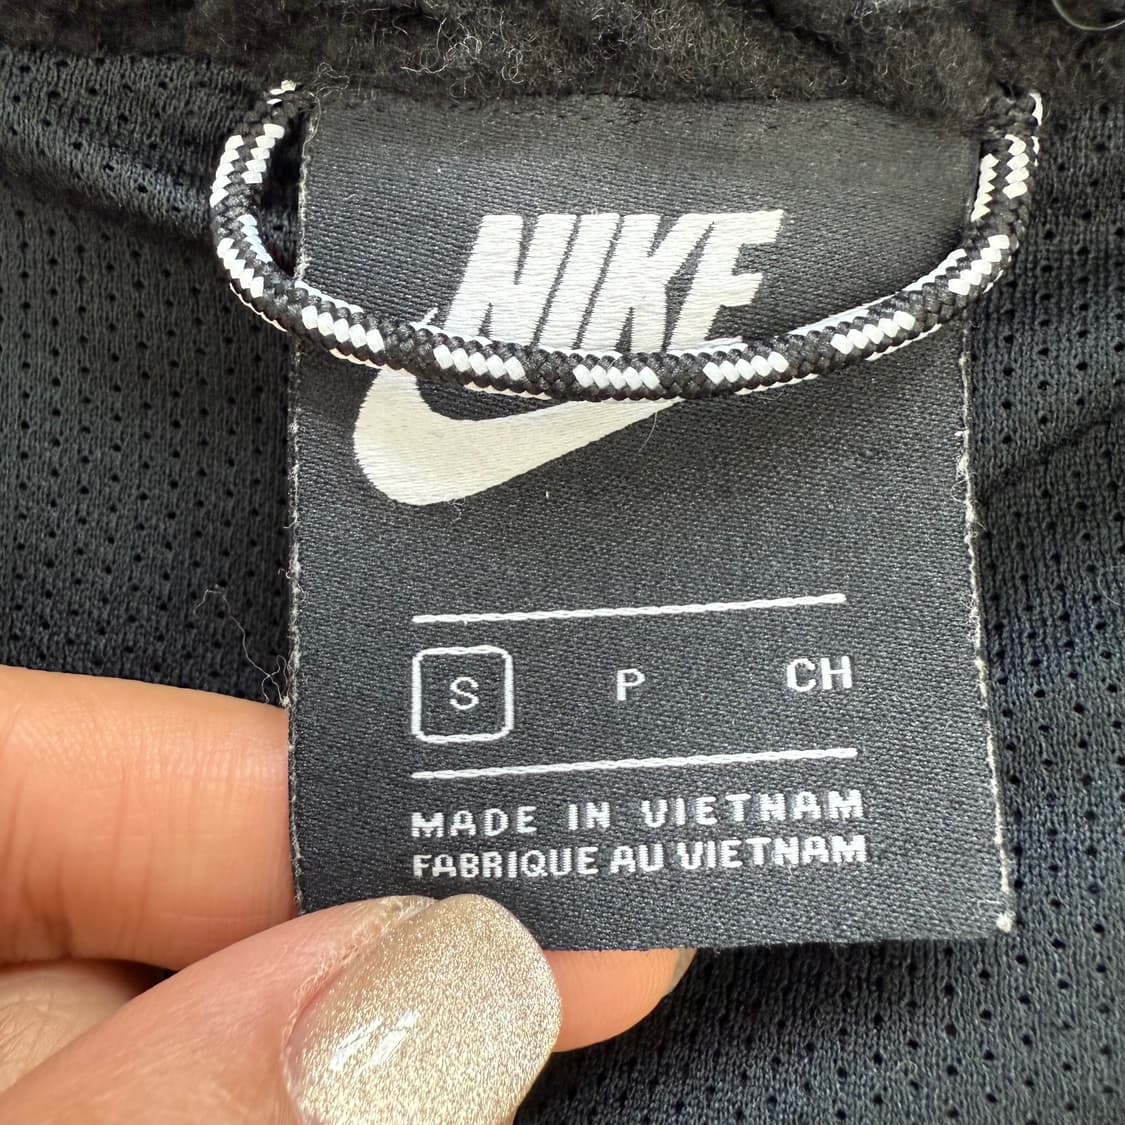 NIKE
S P CH
MADE IN VIETNAM
FABRIQUE AU VIETNAM